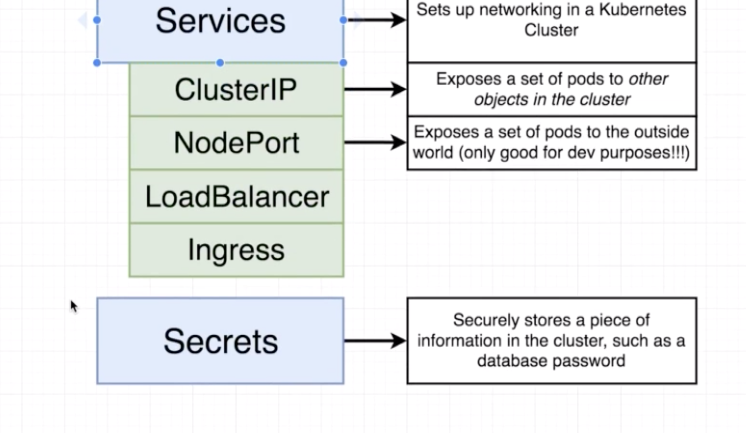 Services
Sets up networking in a Kubernetes
Cluster
ClusterIP
Exposes a set of pods to other
objects in the cluster
NodePort
Exposes a set of pods to the outside
world (only good for dev purposes!!!)
LoadBalancer
Ingress
Secrets
Securely stores a piece of
information in the cluster, such as a
database password